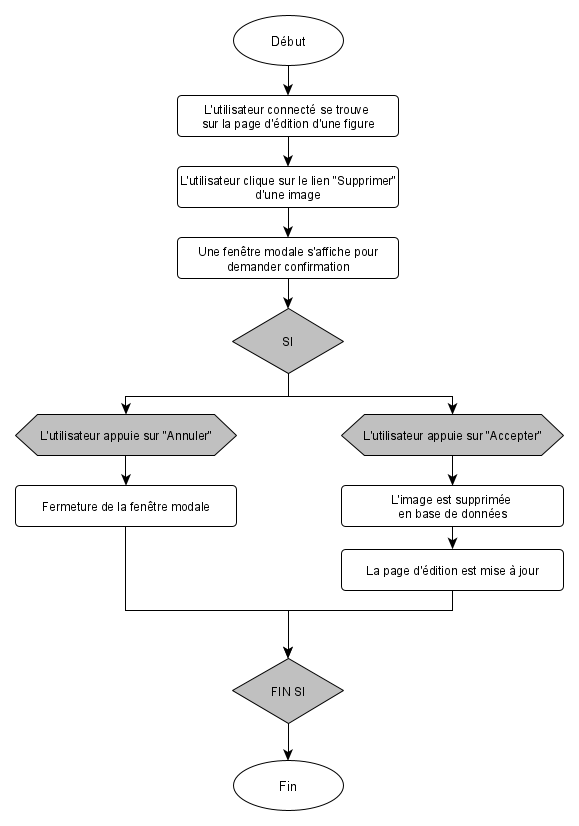 Début
L'utilisateur connecté se trouve
sur la page d'édition d'une figure
L'utilisateur clique sur le lien "Supprimer"
d'une image
Une fenêtre modale s'affiche pour
demander confirmation
SI
L'utilisateur appuie sur "Annuler"
L'utilisateur appuie sur "Accepter"
Fermeture de la fenêtre modale
L'image est supprimée
en base de données
La page d'édition est mise à jour
FIN SI
Fin